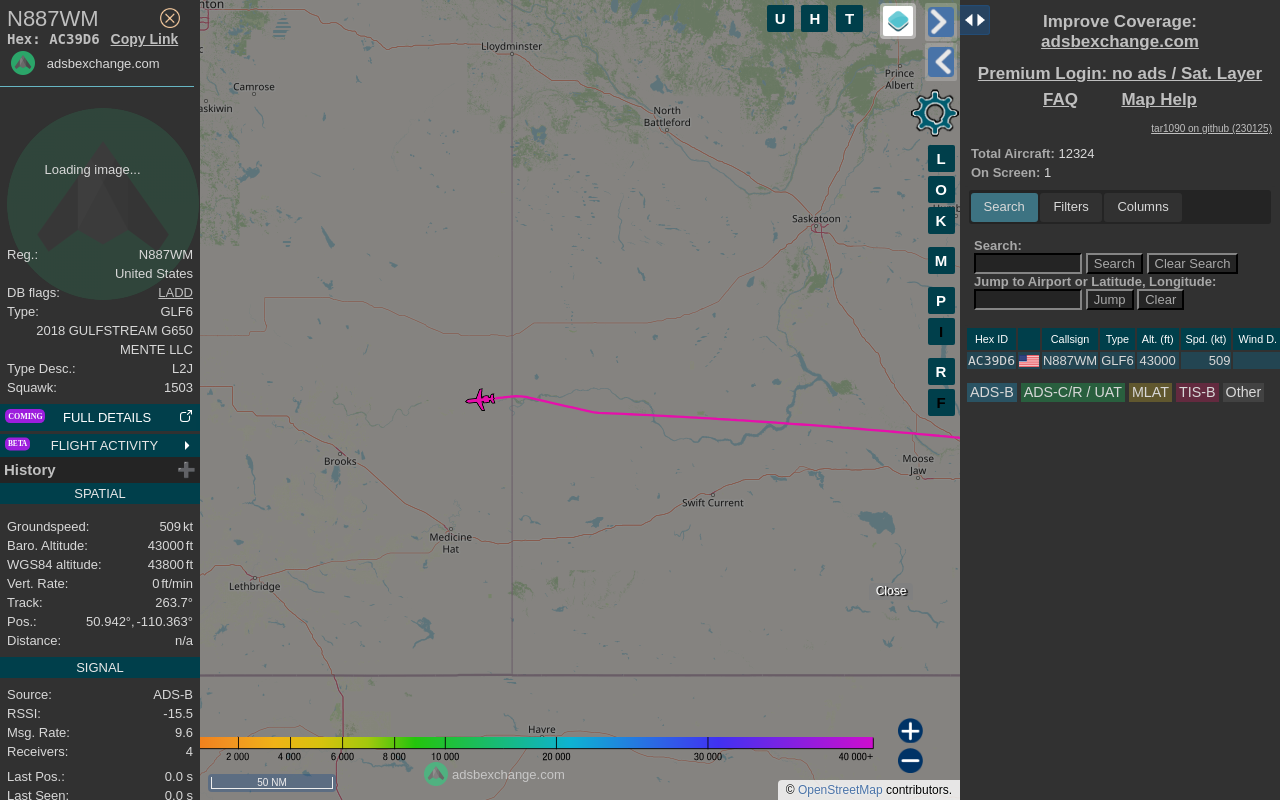 N887WM
Hex: AC39D6 Copy Link
adsbexchange.com
Loading image...
Reg.: N887WM
United States
DB flags: LADD
Type: GLF6
2018 GULFSTREAM G650
MENTE LLC
Type Desc.: L2J
Squawk: 1503
COMING FULL DETAILS
BETA FLIGHT ACTIVITY
History
SPATIAL
Groundspeed: 509 kt
Baro. Altitude: 43000 ft
WGS84 altitude: 43800 ft
Vert. Rate: 0 ft/min
Track: 263.7°
Pos.: 50.942°, -110.363°
Distance: n/a
SIGNAL
Source: ADS-B
RSSI: -15.5
Msg. Rate: 9.6
Receivers: 4
Last Pos.: 0.0 s
Last Seen: 0.0 s
nton
Lloydminster
Camrose
askiwin
Prince
Albert
North
Battleford
Saskatoon
Brooks
Moose
Jaw
Swift Current
Medicine
Hat
Lethbridge
Havre
Close
U H T
L
O
K
M
P
I
R
F
2 000 4 000 6 000 8 000 10 000 20 000 30 000 40 000+
adsbexchange.com
50 NM
© OpenStreetMap contributors.
Improve Coverage:
adsbexchange.com
Premium Login: no ads / Sat. Layer
FAQ Map Help
tar1090 on github (230125)
Total Aircraft: 12324
On Screen: 1
Search Filters Columns
Search:
Search Clear Search
Jump to Airport or Latitude, Longitude:
Jump Clear
Hex ID Callsign Type Alt. (ft) Spd. (kt) Wind D.
AC39D6 N887WM GLF6 43000 509
ADS-B ADS-C/R / UAT MLAT TIS-B Other